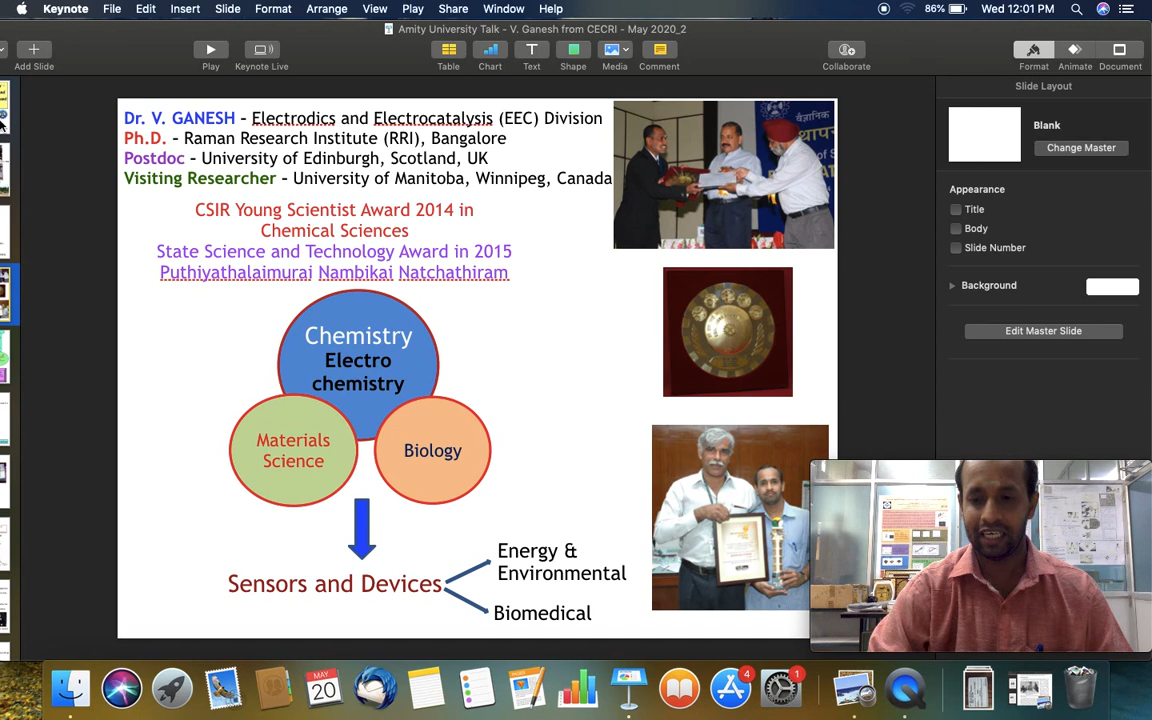 Keynote File Edit Insert Slide Format Arrange View Play Share Window Help 86% Wed 12:01 PM
Amity University Talk - V. Ganesh from CECRI - May 2020_2
Add Slide Play Keynote Live Table Chart Text Shape Media Comment Collaborate Format Animate Document
Slide Layout
Blank
Change Master
Appearance
Title
Body
Slide Number
Background
Edit Master Slide
Dr. V. GANESH - Electrodics and Electrocatalysis (EEC) Division
Ph.D. - Raman Research Institute (RRI), Bangalore
Postdoc - University of Edinburgh, Scotland, UK
Visiting Researcher - University of Manitoba, Winnipeg, Canada
CSIR Young Scientist Award 2014 in
Chemical Sciences
State Science and Technology Award in 2015
Puthiyathalaimurai Nambikai Natchathiram
Chemistry
Electro
chemistry
Materials
Science
Biology
Sensors and Devices
Energy &
Environmental
Biomedical
MAY
20
4
1